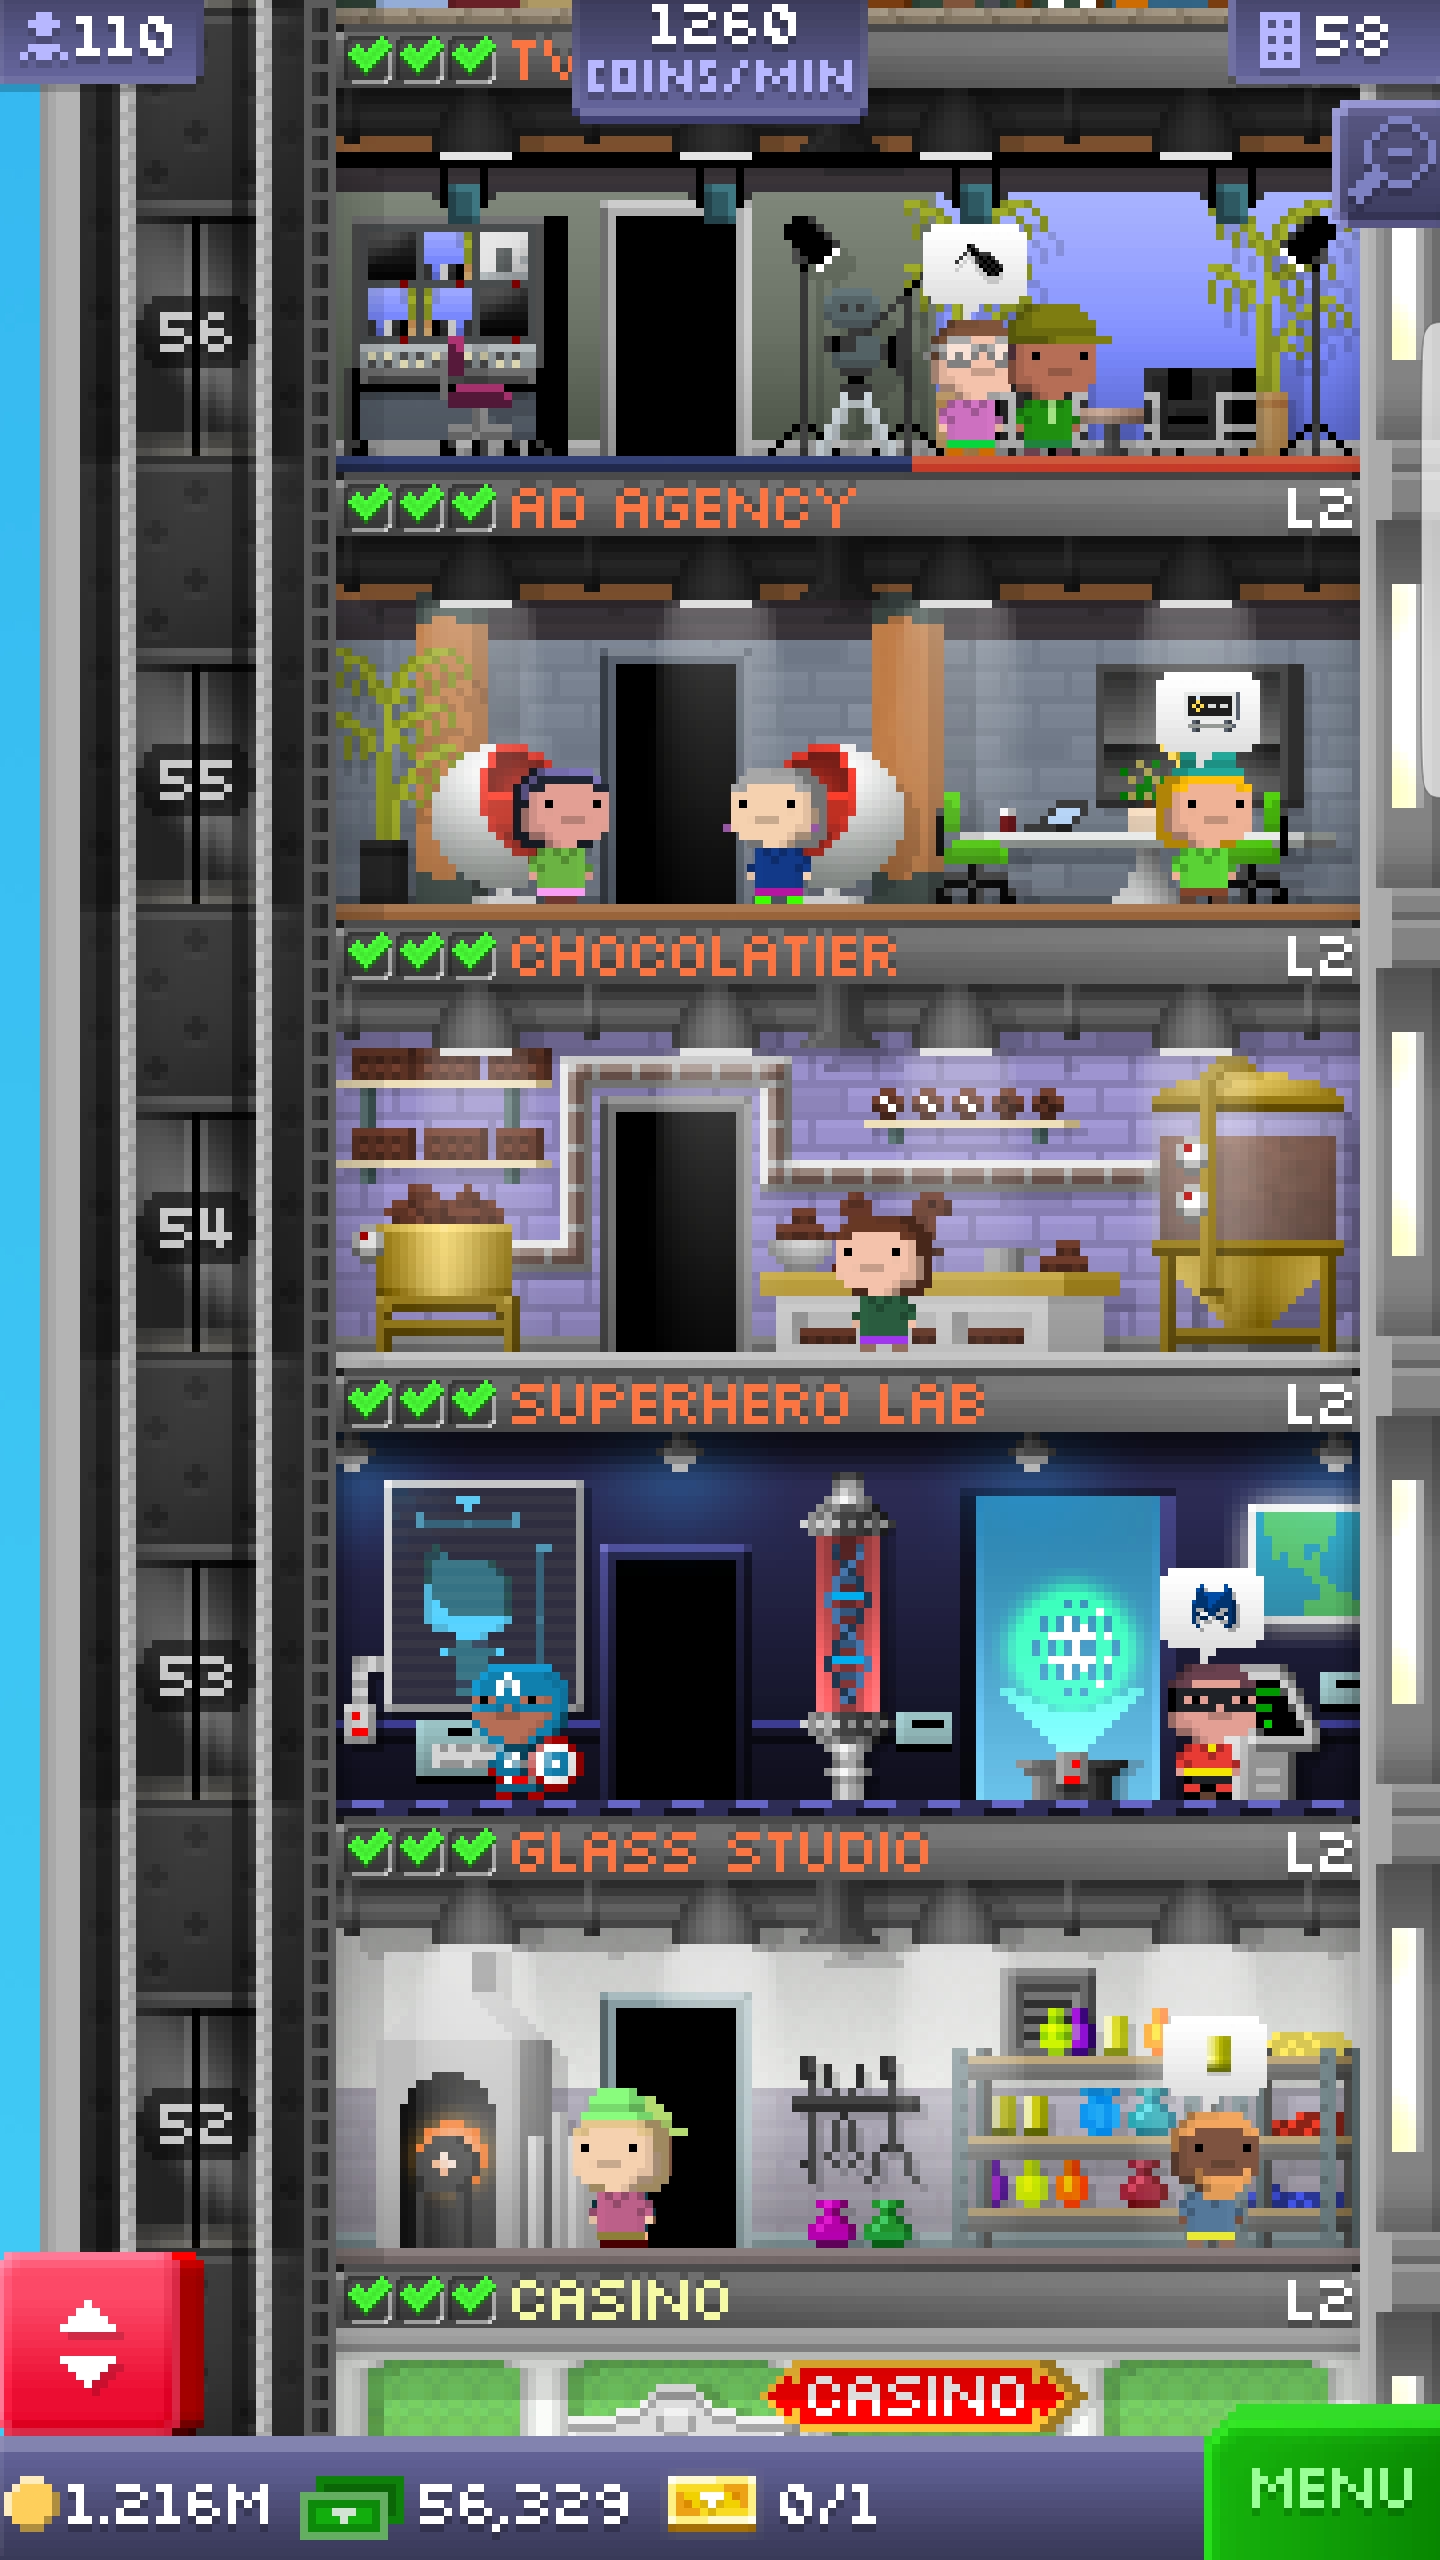 110
1260
COINS/MIN
58
TV
56
AD AGENCY L2
55
CHOCOLATIER L2
54
SUPERHERO LAB L2
53
GLASS STUDIO L2
52
CASINO L2
CASINO
1.216M 56,329 0/1
MENU